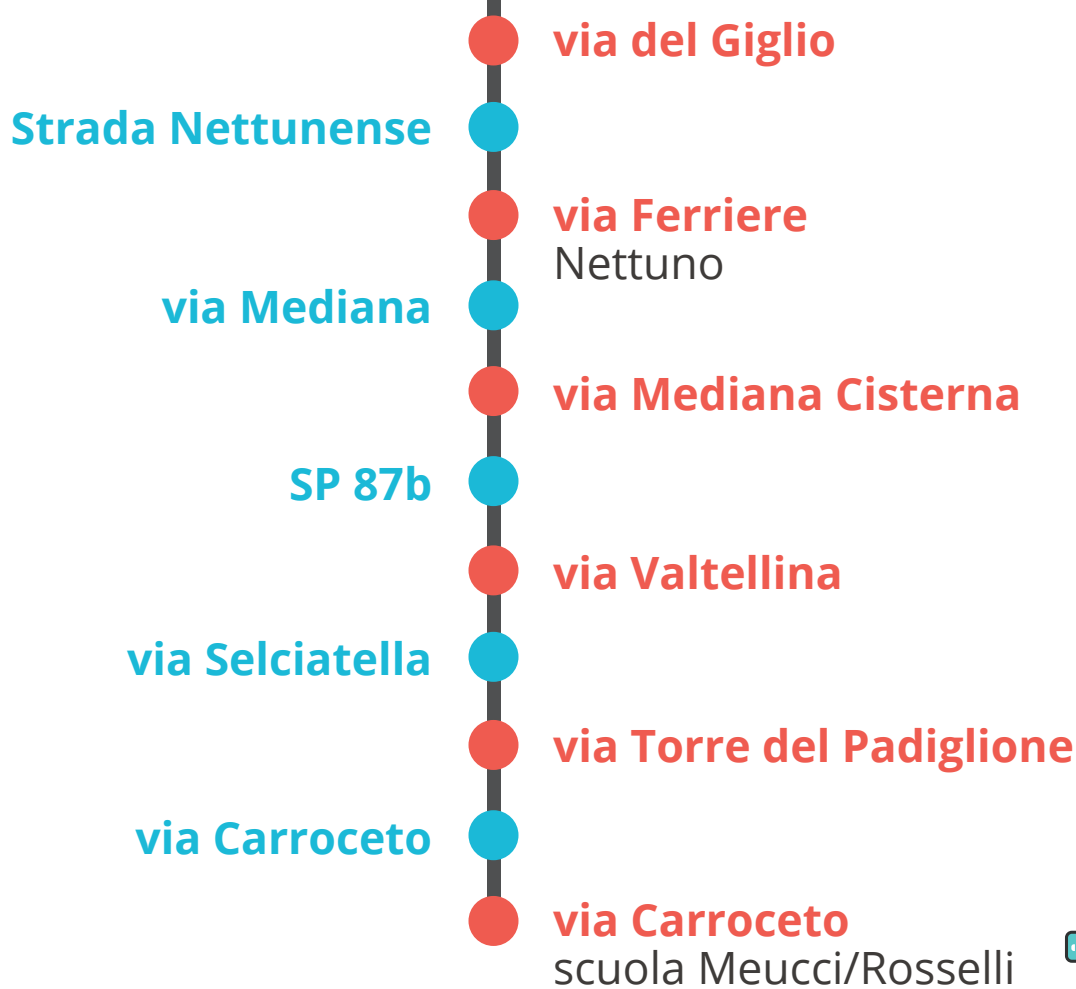 via del Giglio
Strada Nettunense
via Ferriere
Nettuno
via Mediana
via Mediana Cisterna
SP 87b
via Valtellina
via Selciatella
via Torre del Padiglione
via Carroceto
via Carroceto
scuola Meucci/Rosselli